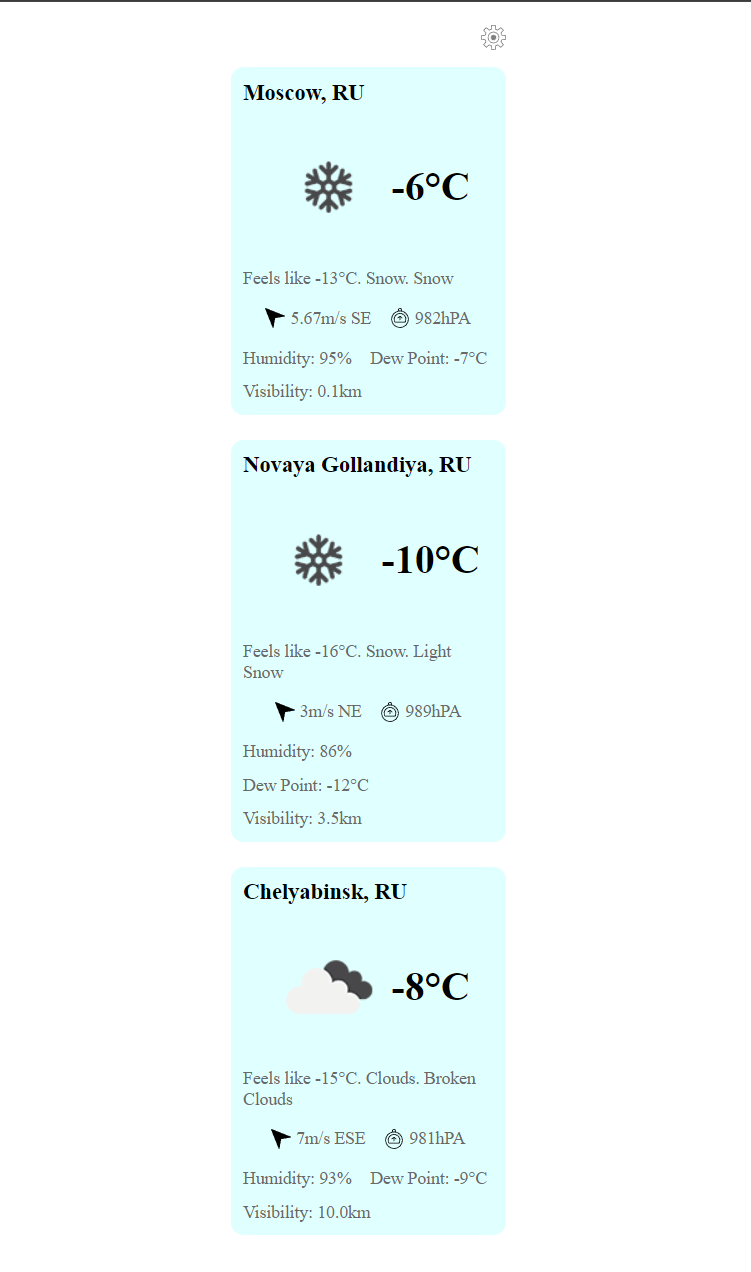 Moscow, RU
-6°C
Feels like -13°C. Snow. Snow
5.67m/s SE 982hPA
Humidity: 95% Dew Point: -7°C
Visibility: 0.1km
Novaya Gollandiya, RU
-10°C
Feels like -16°C. Snow. Light
Snow
3m/s NE 989hPA
Humidity: 86%
Dew Point: -12°C
Visibility: 3.5km
Chelyabinsk, RU
-8°C
Feels like -15°C. Clouds. Broken
Clouds
7m/s ESE 981hPA
Humidity: 93% Dew Point: -9°C
Visibility: 10.0km